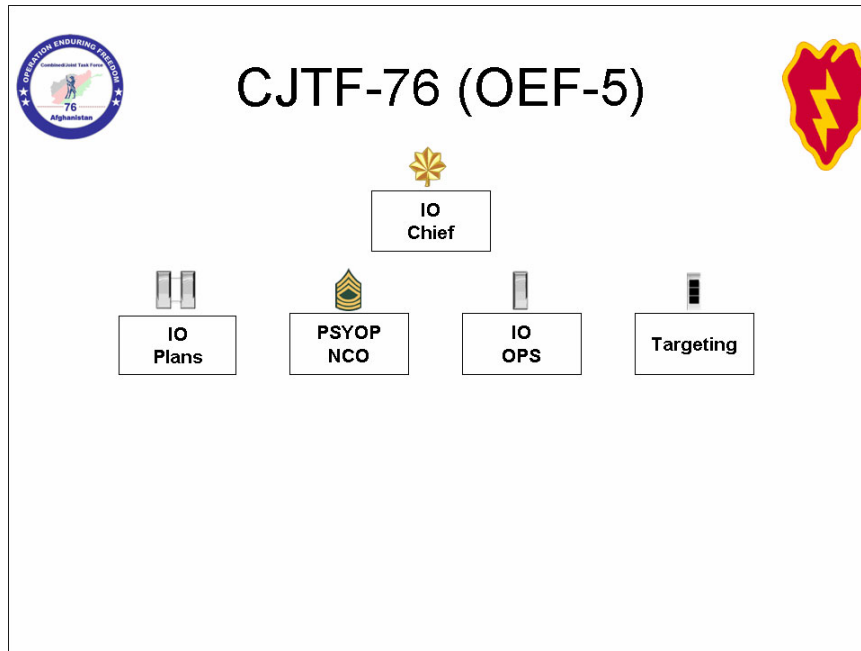 CJTF-76 (OEF-5)
OPERATION ENDURING FREEDOM
Combined/Joint Task Force
76
Afghanistan
IO
Chief
IO
Plans
PSYOP
NCO
IO
OPS
Targeting